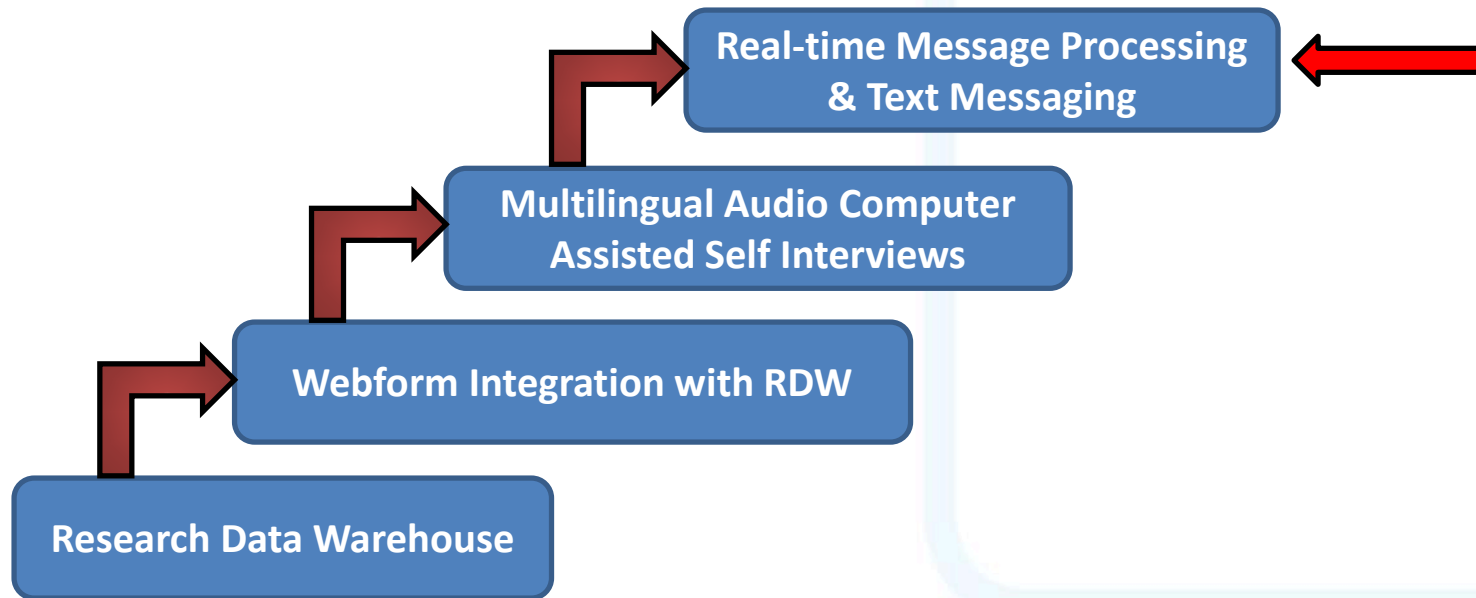 Real-time Message Processing
& Text Messaging
Multilingual Audio Computer
Assisted Self Interviews
Webform Integration with RDW
Research Data Warehouse